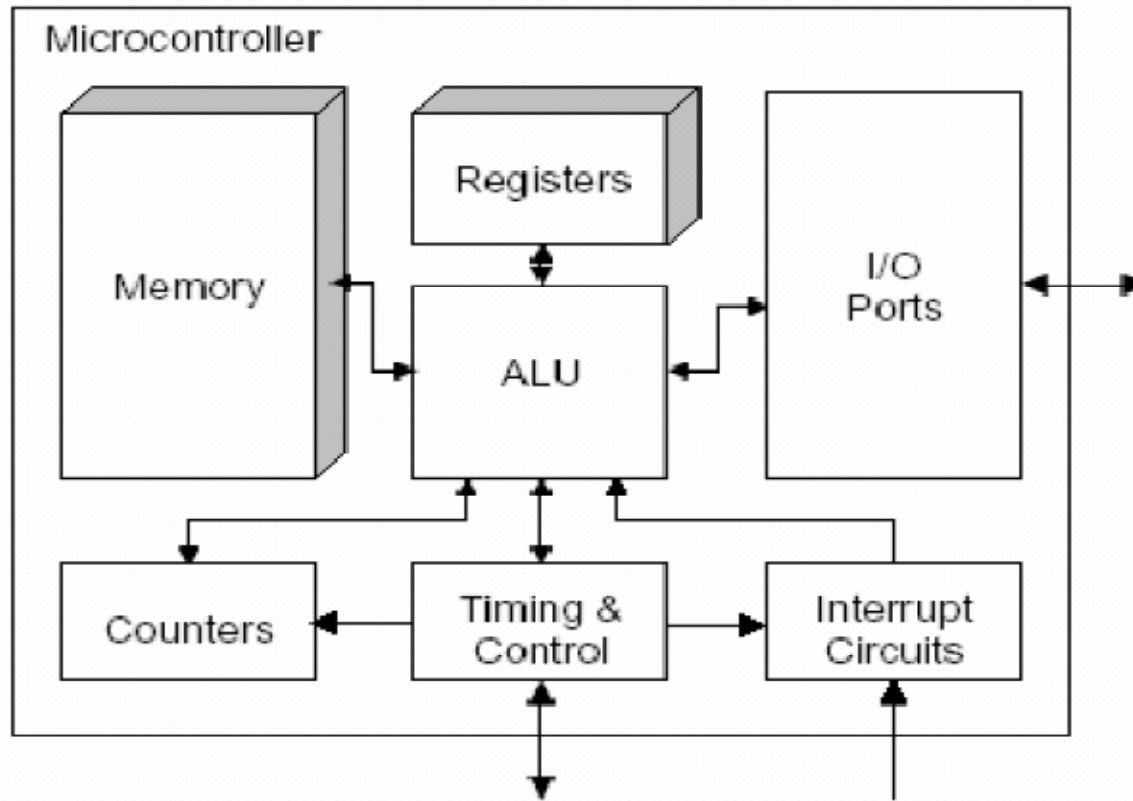 Microcontroller
Memory
Registers
I/O
Ports
ALU
Counters
Timing &
Control
Interrupt
Circuits